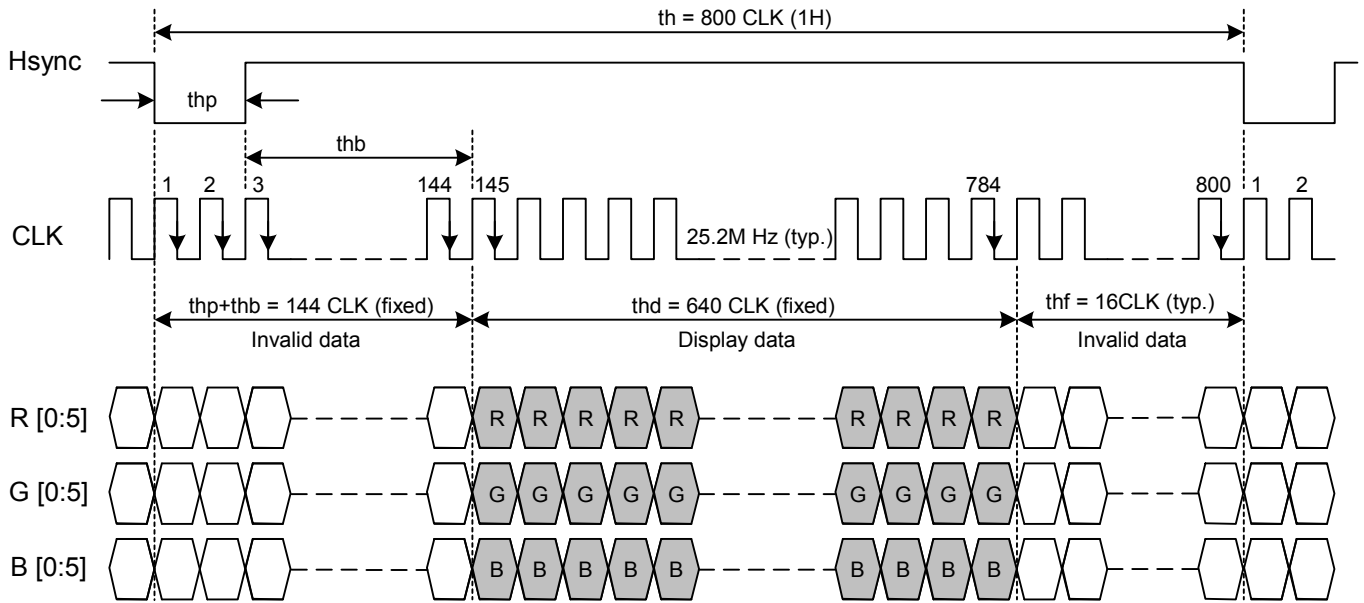 th = 800 CLK (1H)
Hsync
thp
thb
1 2 3 144 145 784 800 1 2
CLK
25.2M Hz (typ.)
thp+thb = 144 CLK (fixed) thd = 640 CLK (fixed) thf = 16CLK (typ.)
Invalid data Display data Invalid data
R [0:5] R R R R R R R R R
G [0:5] G G G G G G G G G
B [0:5] B B B B B B B B B